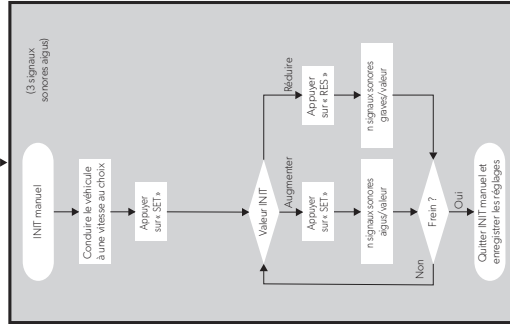 (3 signaux
sonores aigus)
INIT manuel
Conduire le véhicule
à une vitesse au choix
Appuyer
sur « SET »
Valeur INIT
Augmenter
Réduire
Appuyer
sur « SET »
Appuyer
sur « RES »
n signaux sonores
aigus/valeur
n signaux sonores
graves/valeur
Frein ?
Non
Oui
Quitter INIT manuel et
enregistrer les réglages